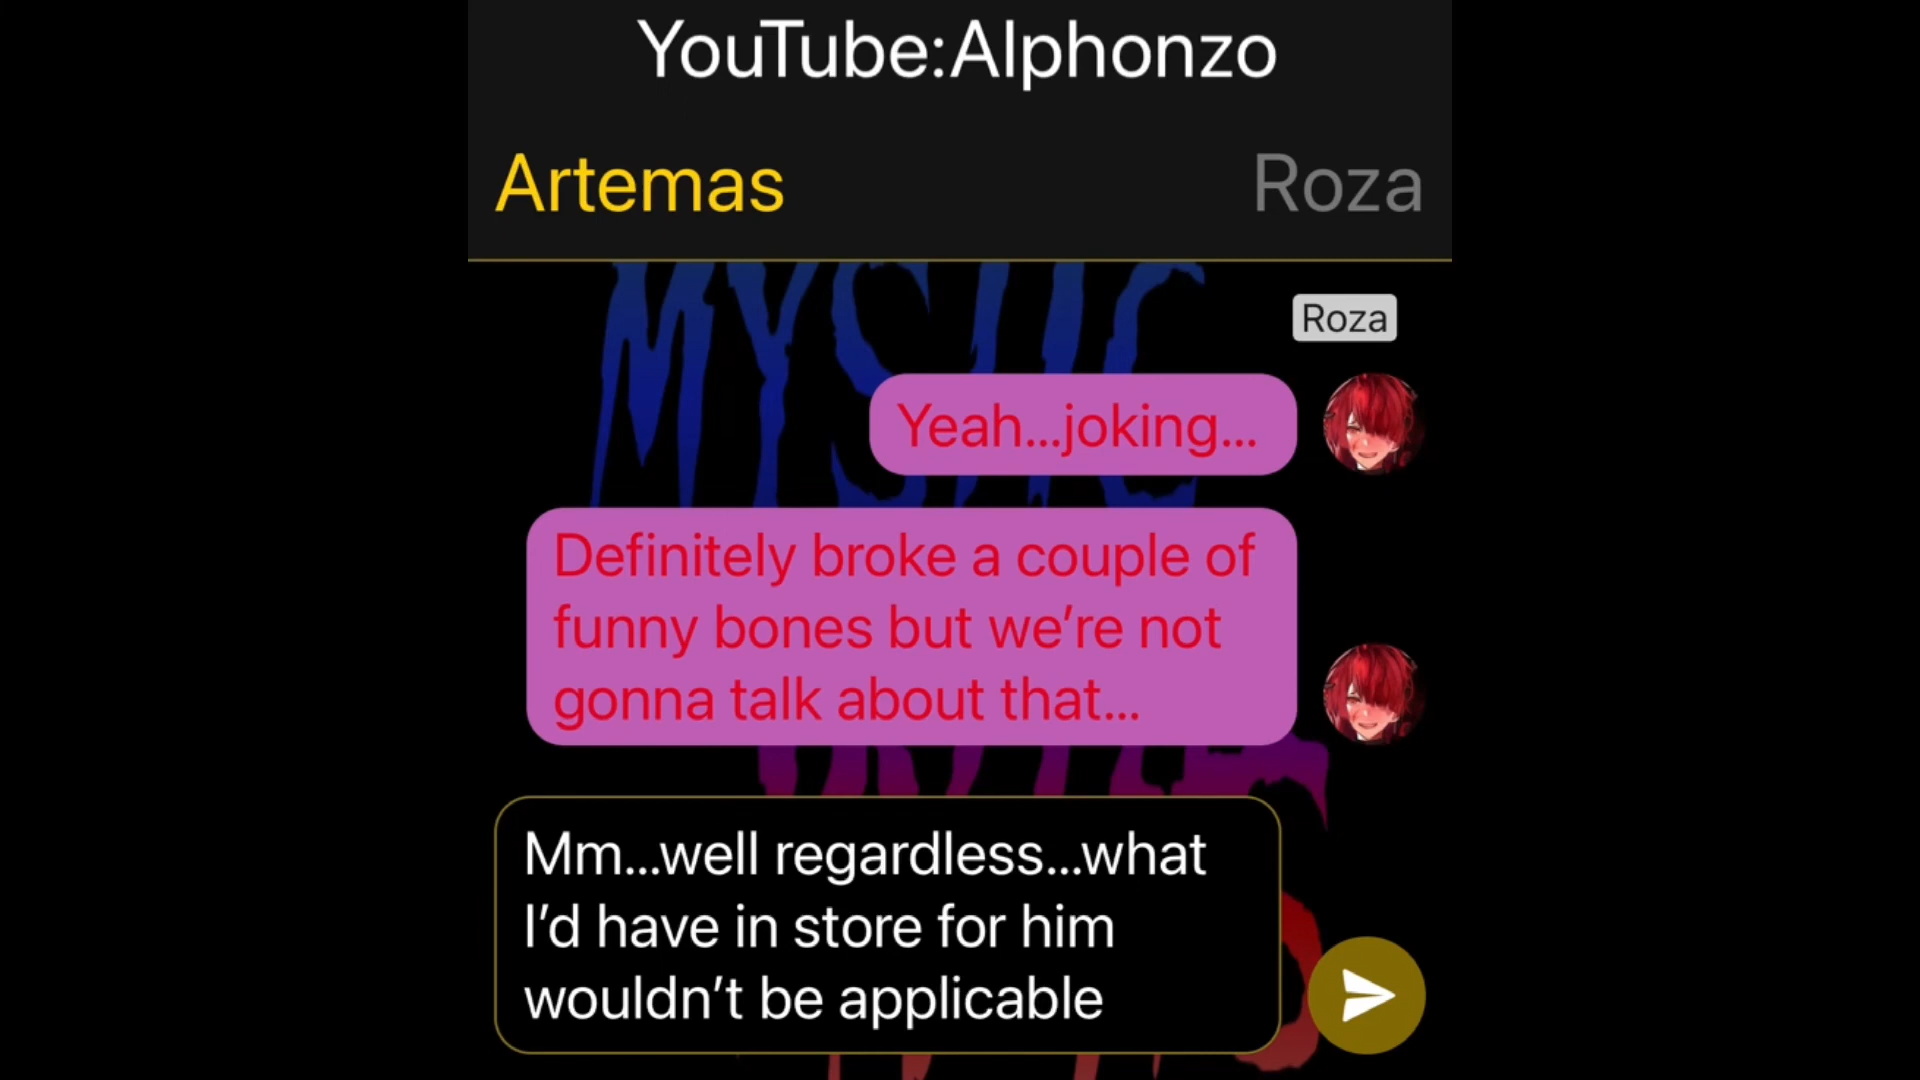 YouTube:Alphonzo
Artemas
Roza
MYSTIC
Roza
Yeah...joking...
Definitely broke a couple of
funny bones but we’re not
gonna talk about that...
Mm...well regardless...what
I’d have in store for him
wouldn’t be applicable